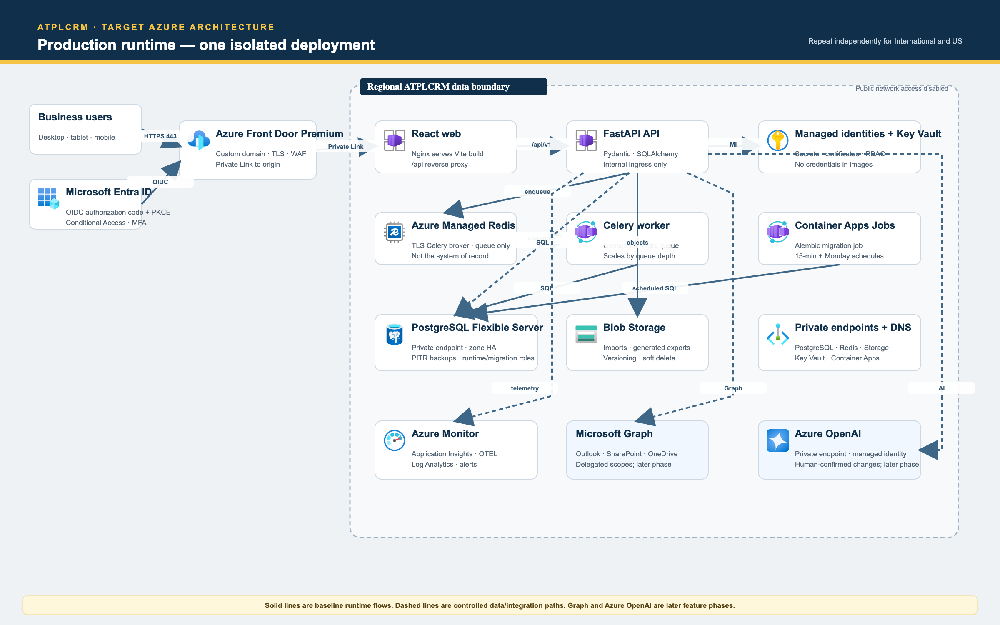 ATPLCRM · TARGET AZURE ARCHITECTURE
Production runtime — one isolated deployment
Repeat independently for International and US
Regional ATPLCRM data boundary
Public network access disabled
Business users
Desktop · tablet · mobile
HTTPS 443
Microsoft Entra ID
OIDC authorization code + PKCE
Conditional Access · MFA
OIDC
Azure Front Door Premium
Custom domain · TLS · WAF
Private Link to origin
Private Link
React web
Nginx serves Vite build
/api reverse proxy
/api/v1
FastAPI API
Pydantic · SQLAlchemy
Internal ingress only
MI
Managed identities + Key Vault
Secrets · certificates · RBAC
No credentials in images
enqueue
Azure Managed Redis
TLS Celery broker · queue only
Not the system of record
consume
SQL
Celery worker
Consumes Redis queue
Scales by queue depth
objects
Container Apps Jobs
Alembic migration job
15-min + Monday schedules
SQL
scheduled SQL
PostgreSQL Flexible Server
Private endpoint · zone HA
PITR backups · runtime/migration roles
Blob Storage
Imports · generated exports
Versioning · soft delete
Private endpoints + DNS
PostgreSQL · Redis · Storage
Key Vault · Container Apps
telemetry
Graph
AI
Azure Monitor
Application Insights · OTEL
Log Analytics · alerts
Microsoft Graph
Outlook · SharePoint · OneDrive
Delegated scopes; later phase
Azure OpenAI
Private endpoint · managed identity
Human-confirmed changes; later phase
Solid lines are baseline runtime flows. Dashed lines are controlled data/integration paths. Graph and Azure OpenAI are later feature phases.